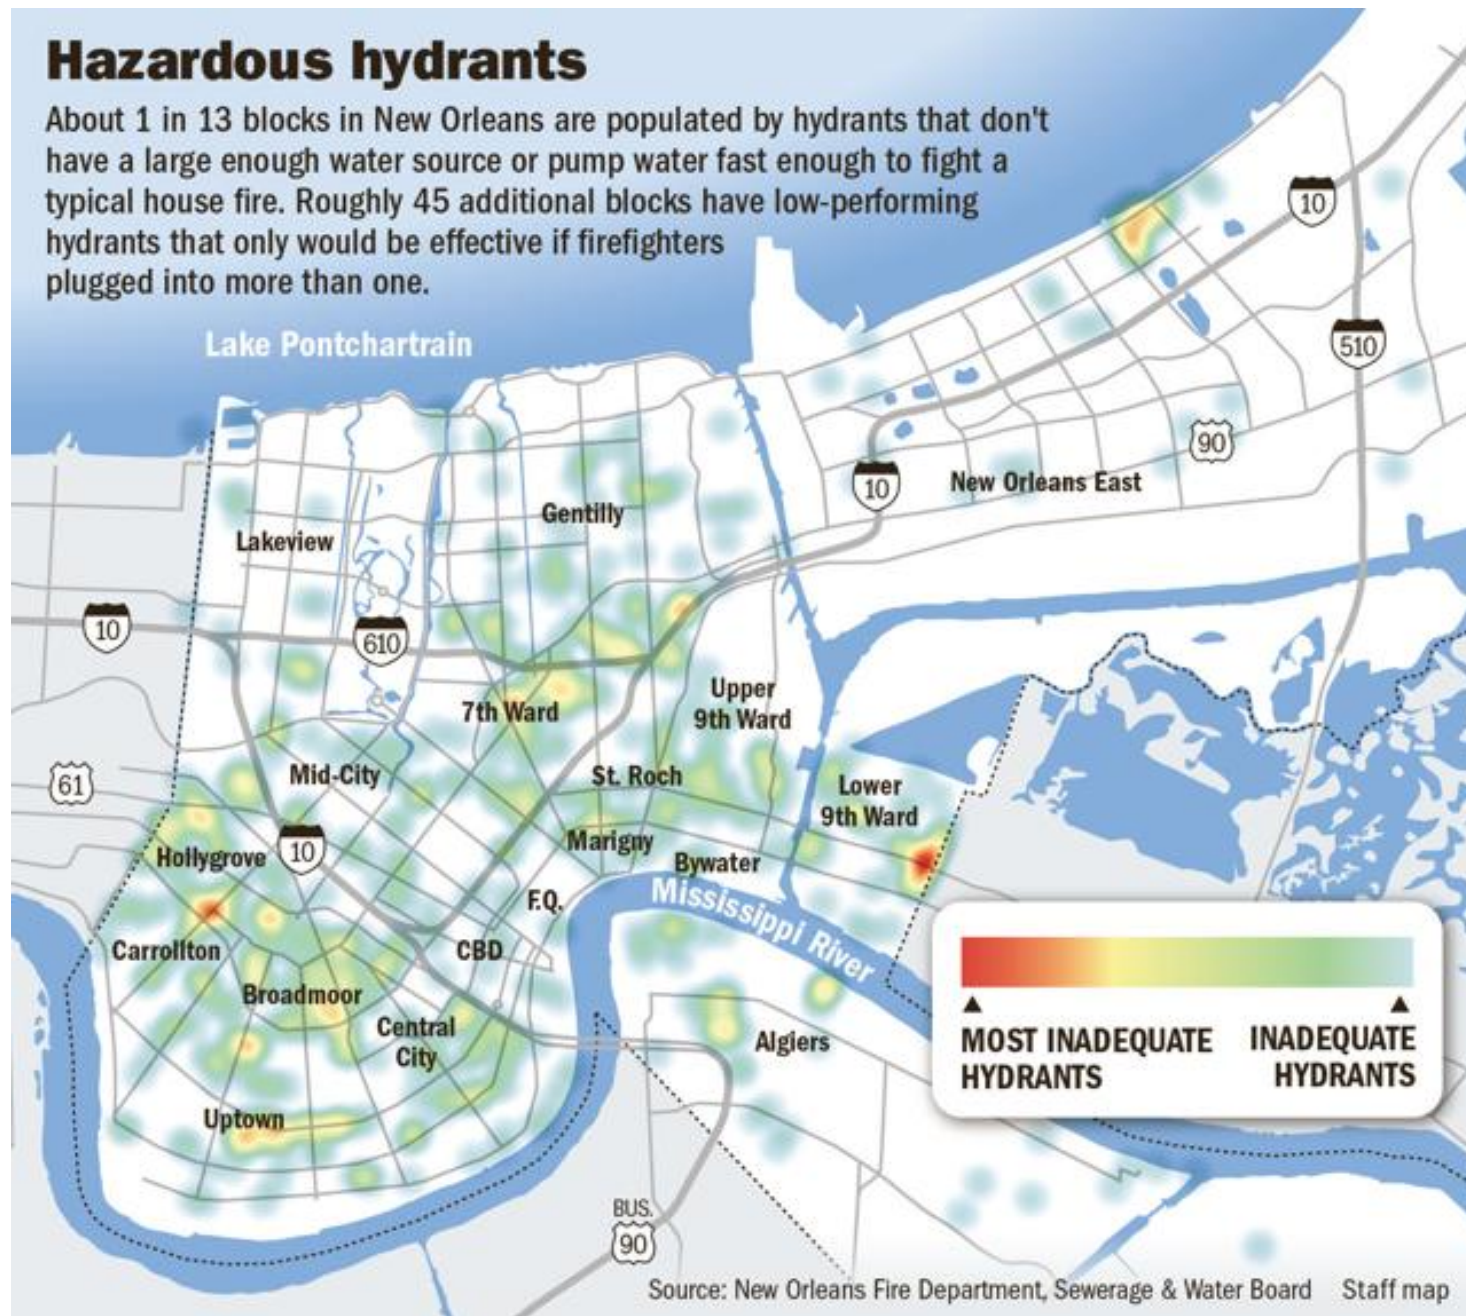 Hazardous hydrants
About 1 in 13 blocks in New Orleans are populated by hydrants that don't
have a large enough water source or pump water fast enough to fight a
typical house fire. Roughly 45 additional blocks have low-performing
hydrants that only would be effective if firefighters
plugged into more than one.
Lake Pontchartrain
10
510
90
10
New Orleans East
Gentilly
Lakeview
10
610
7th Ward
Upper
9th Ward
61
Mid-City
St. Roch
Lower
9th Ward
Hollygrove
10
Marigny
Bywater
F.Q.
Mississippi River
Carrollton
CBD
Broadmoor
Central
City
Algiers
Uptown
MOST INADEQUATE
HYDRANTS
INADEQUATE
HYDRANTS
BUS.
90
Source: New Orleans Fire Department, Sewerage & Water Board Staff map